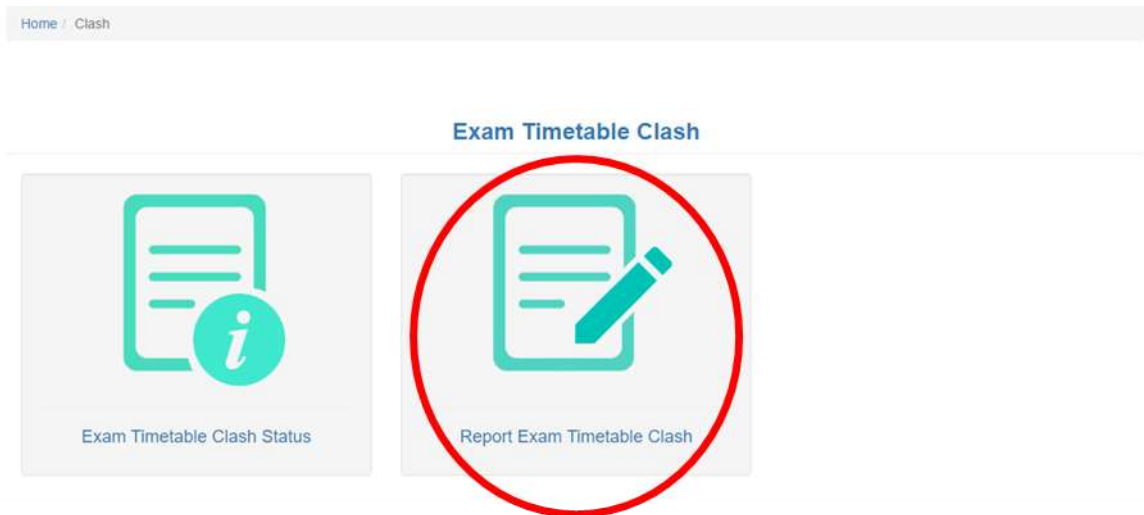 Home / Clash
Exam Timetable Clash
i
Exam Timetable Clash Status
Report Exam Timetable Clash